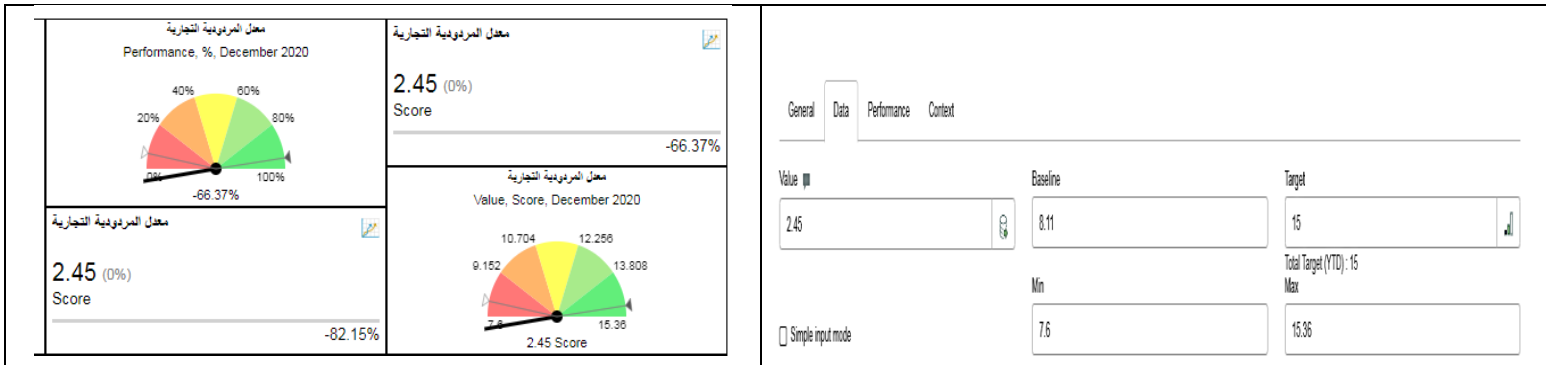 معدل المردودية التجارية
Performance, %, December 2020
40%
60%
20%
80%
0%
100%
-66.37%
معدل المردودية التجارية
2.45 (0%)
Score
-66.37%
معدل المردودية التجارية
2.45 (0%)
Score
-82.15%
معدل المردودية التجارية
Value, Score, December 2020
10.704
12.256
9.152
13.808
7.6
15.36
2.45 Score
General Data Performance Context
Value Baseline Target
2.45 8.11 15
Total Target (YTD) : 15
Min Max
Simple input mode 7.6 15.36